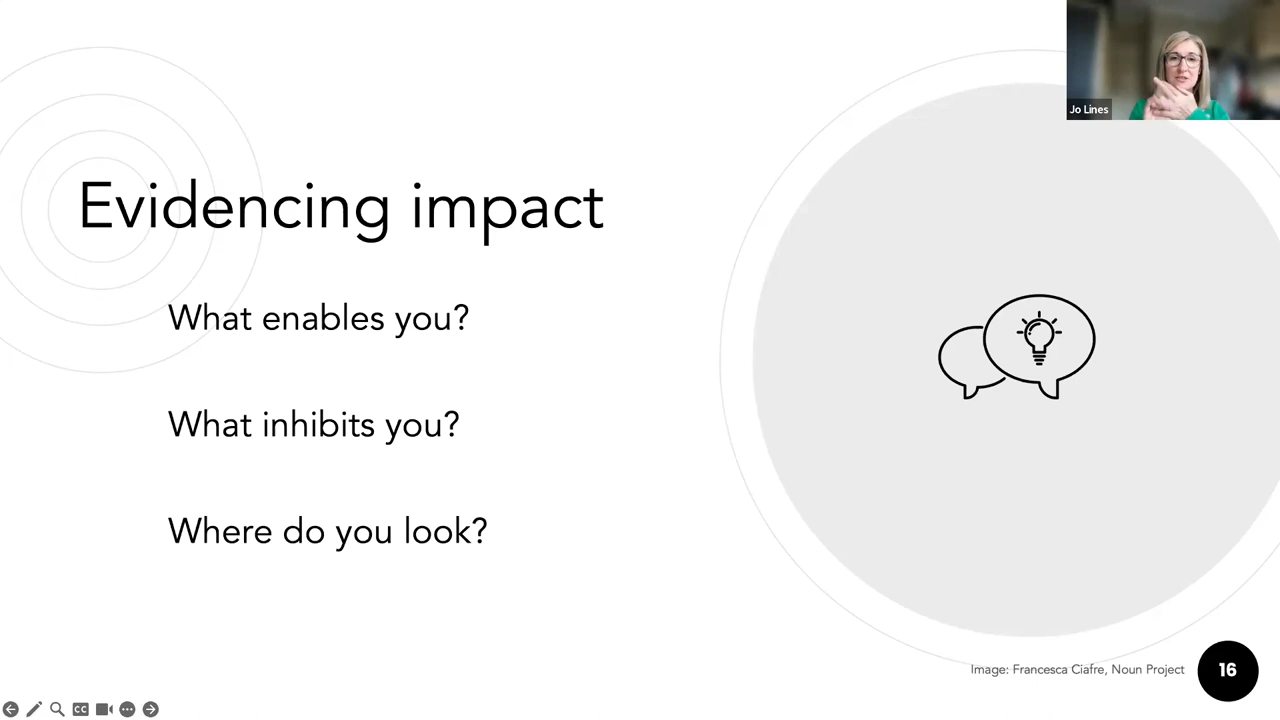 Jo Lines
Evidencing impact
What enables you?
What inhibits you?
Where do you look?
Image: Francesca Ciafre, Noun Project
16
CC